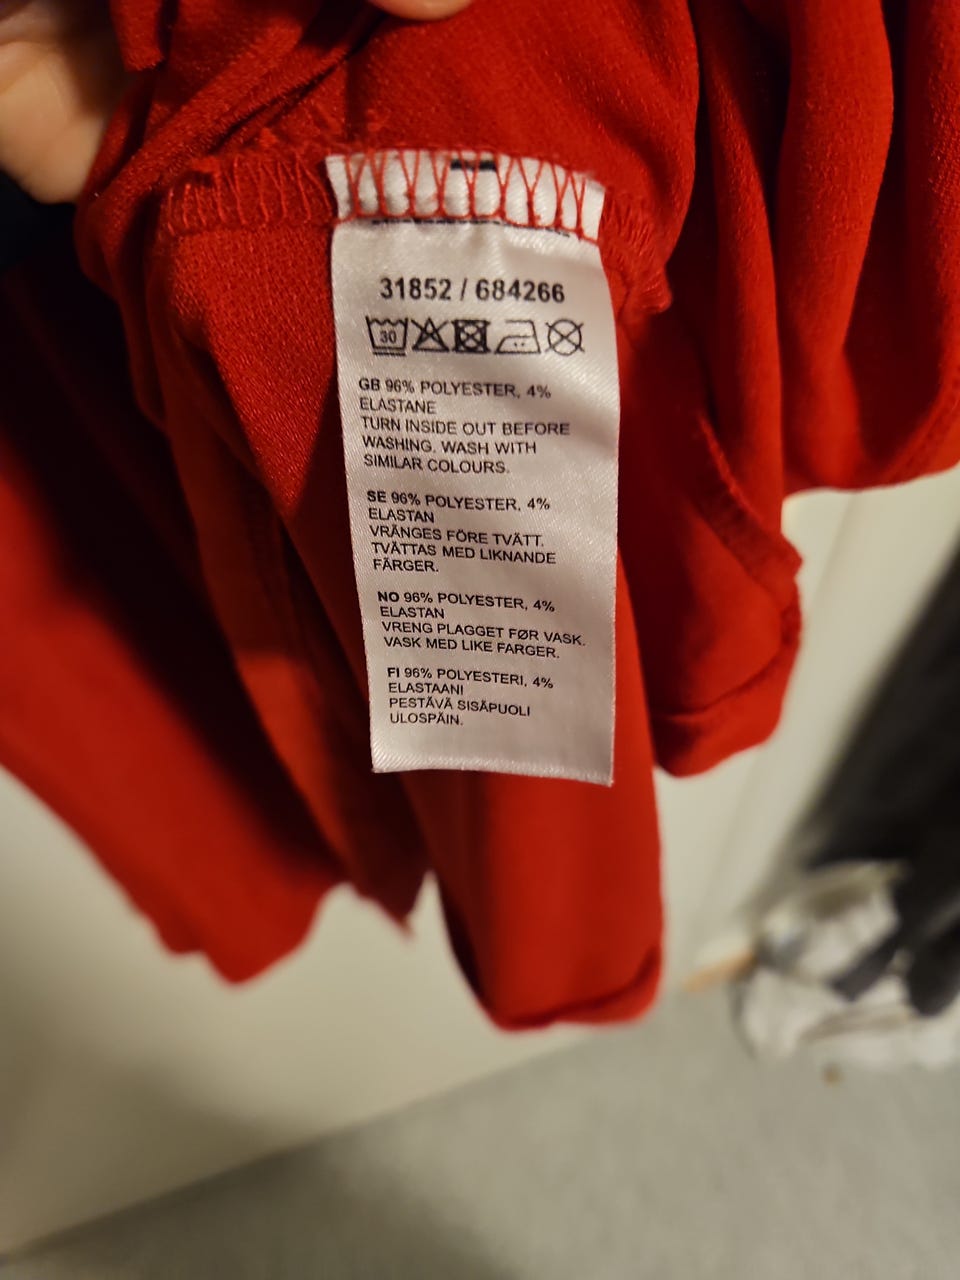 31852 / 684266
30
GB 96% POLYESTER, 4%
ELASTANE
TURN INSIDE OUT BEFORE
WASHING. WASH WITH
SIMILAR COLOURS.
SE 96% POLYESTER, 4%
ELASTAN
VRÄNGES FÖRE TVÄTT.
TVÄTTAS MED LIKNANDE
FÄRGER.
NO 96% POLYESTER, 4%
ELASTAN
VRENG PLAGGET FØR VASK.
VASK MED LIKE FARGER.
FI 96% POLYESTERI, 4%
ELASTAANI
PESTÄVÄ SISÄPUOLI
ULOSPÄIN.